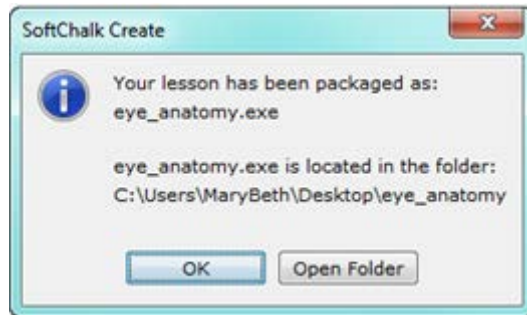 SoftChalk Create
Your lesson has been packaged as:
eye_anatomy.exe
eye_anatomy.exe is located in the folder:
C:\Users\MaryBeth\Desktop\eye_anatomy
OK
Open Folder